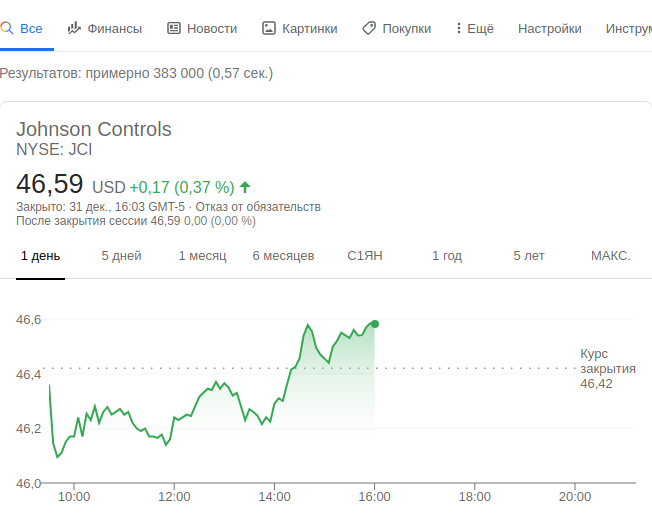 Все Финансы Новости Картинки Покупки Ещё Настройки
Результатов: примерно 383 000 (0,57 сек.)
Johnson Controls
NYSE: JCI
46,59 USD +0,17 (0,37 %)
Закрыто: 31 дек., 16:03 GMT-5 · Отказ от обязательств
После закрытия сессии 46,59 0,00 (0,00 %)
1 день 5 дней 1 месяц 6 месяцев С1ЯН 1 год 5 лет МАКС.
46,6
Курс
46,4 закрытия
46,42
46,2
46,0
10:00 12:00 14:00 16:00 18:00 20:00